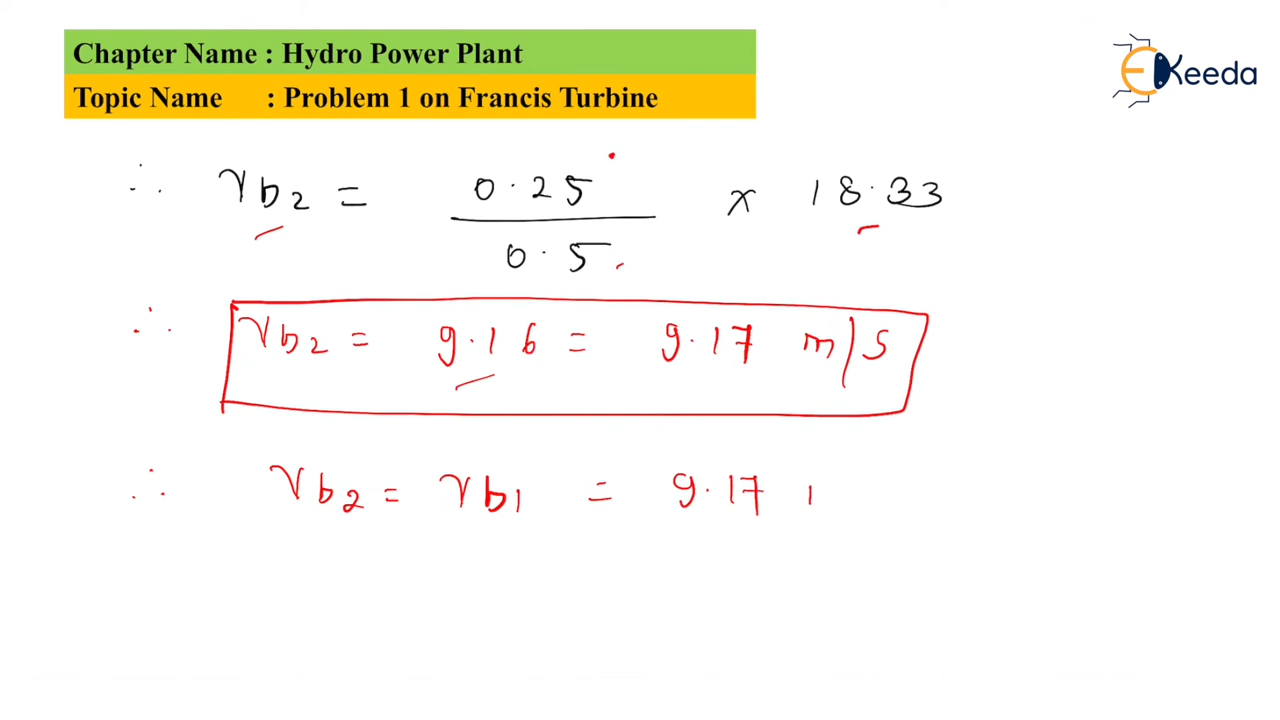 Chapter Name : Hydro Power Plant
Topic Name : Problem 1 on Francis Turbine
EKeeda
∴ Vb2 = 0.25 / 0.5 x 18.33
∴ Vb2 = 9.16 = 9.17 m/s
∴ Vb2 = Vb1 = 9.17